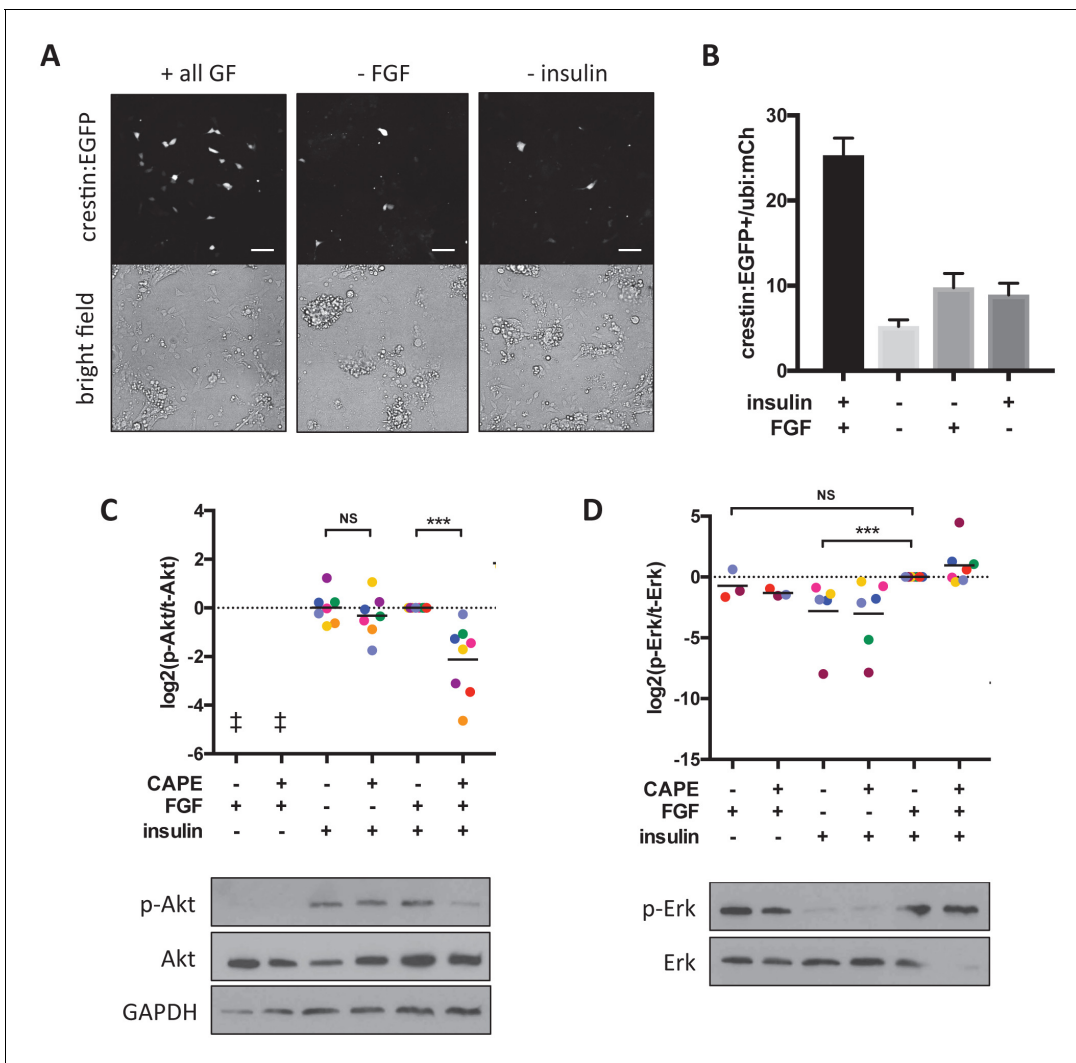 A
+ all GF
- FGF
- insulin
crestin:EGFP
bright field
B
crestin:EGFP+/ubi:mCh
30
20
10
0
insulin + - - +
FGF + - + -
C
log2(p-Akt/t-Akt)
4
2
0
-2
-4
-6
NS
***
‡ ‡
CAPE - + - + - +
FGF + + - - + +
insulin - - + + + +
p-Akt
Akt
GAPDH
D
log2(p-Erk/t-Erk)
5
0
-5
-10
-15
NS
***
CAPE - + - + - +
FGF + + - - + +
insulin - - + + + +
p-Erk
Erk